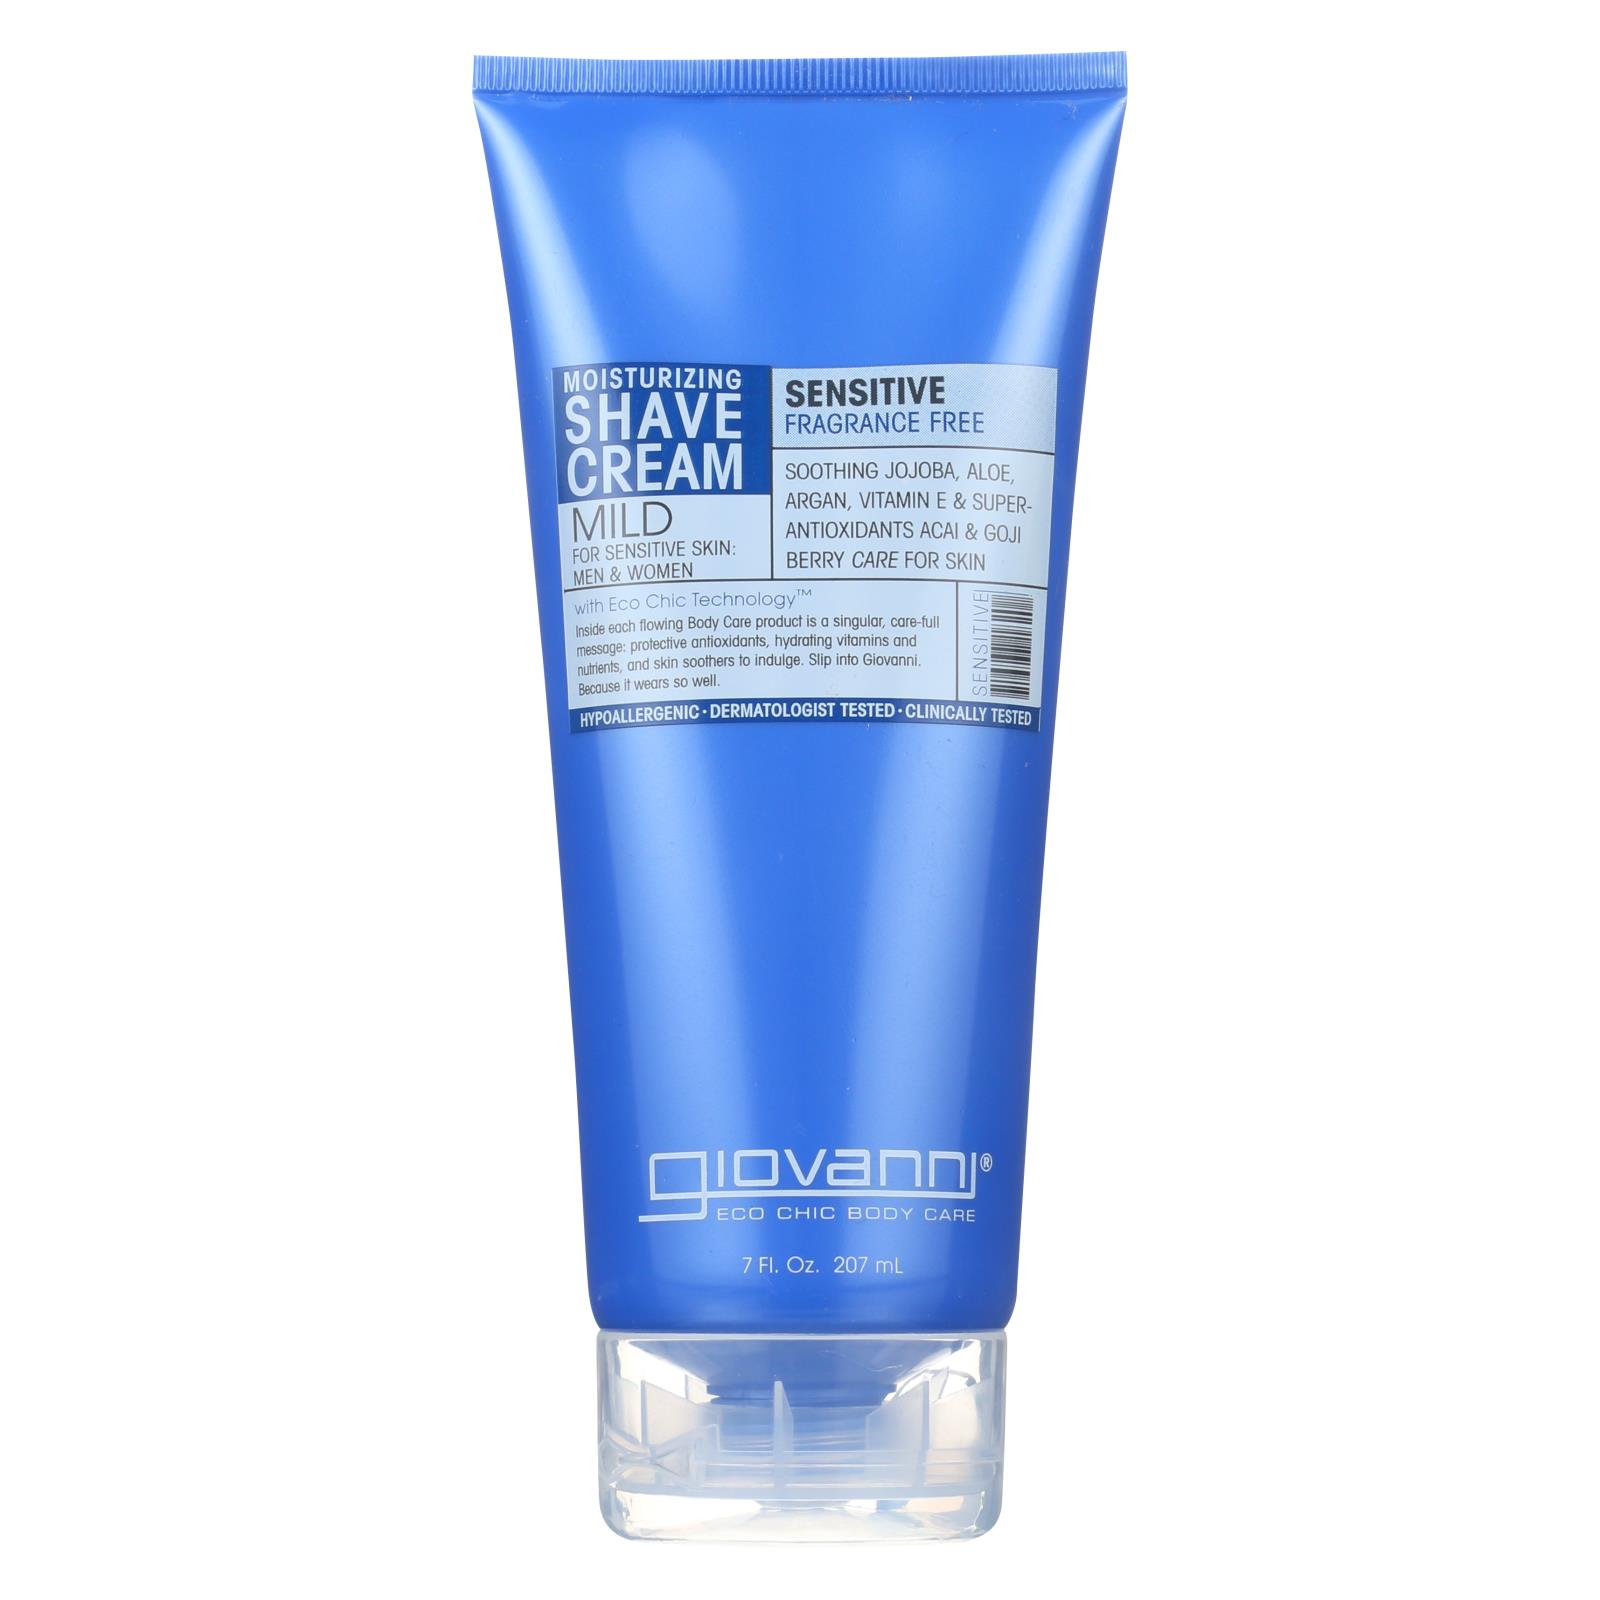 MOISTURIZING
SHAVE
CREAM
MILD
FOR SENSITIVE SKIN:
MEN & WOMEN
SENSITIVE
FRAGRANCE FREE
SOOTHING JOJOBA, ALOE,
ARGAN, VITAMIN E & SUPER-
ANTIOXIDANTS ACAI & GOJI
BERRY CARE FOR SKIN
with Eco Chic Technology™
Inside each flowing Body Care product is a singular, care-full
message: protective antioxidants, hydrating vitamins and
nutrients, and skin soothers to indulge. Slip into Giovanni.
Because it wears so well.
SENSITIVE
HYPOALLERGENIC • DERMATOLOGIST TESTED • CLINICALLY TESTED
giovanni®
ECO CHIC BODY CARE
7 Fl. Oz. 207 mL